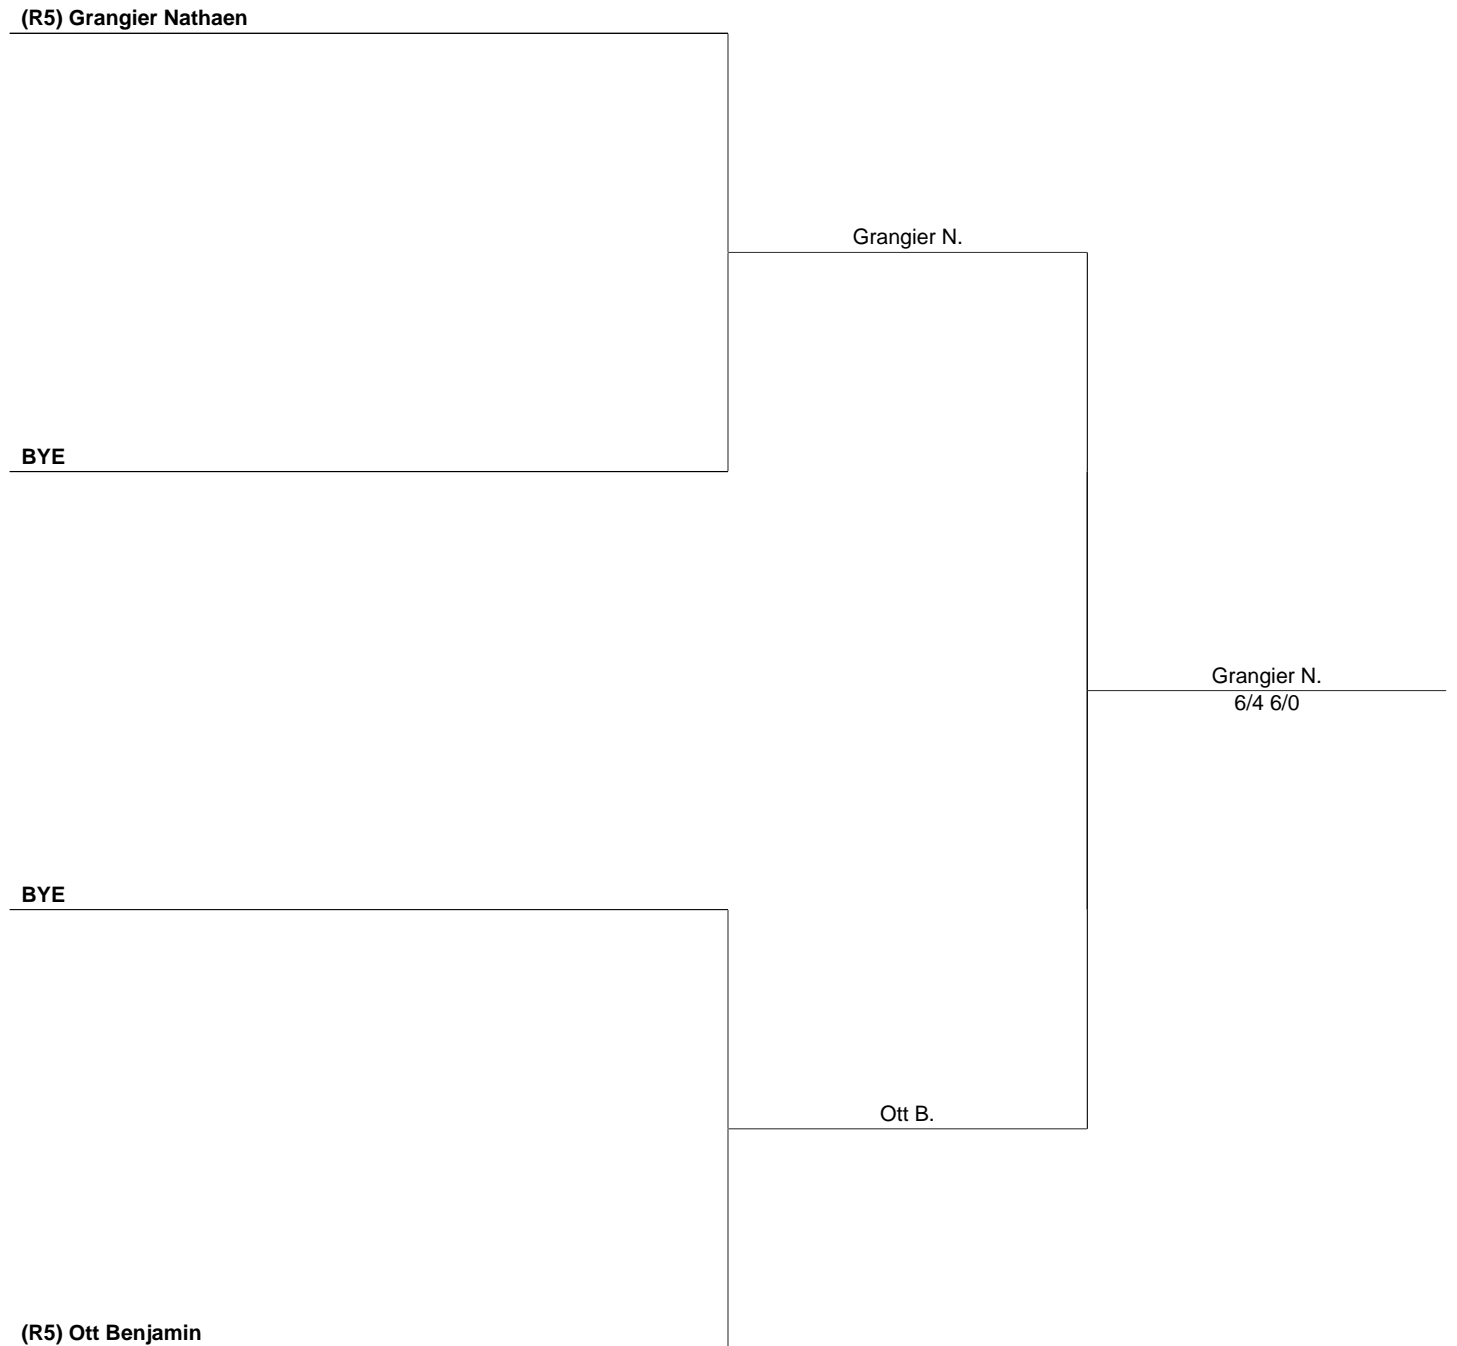 (R5) Grangier Nathaen
Grangier N.
BYE
Grangier N.
6/4 6/0
BYE
Ott B.
(R5) Ott Benjamin